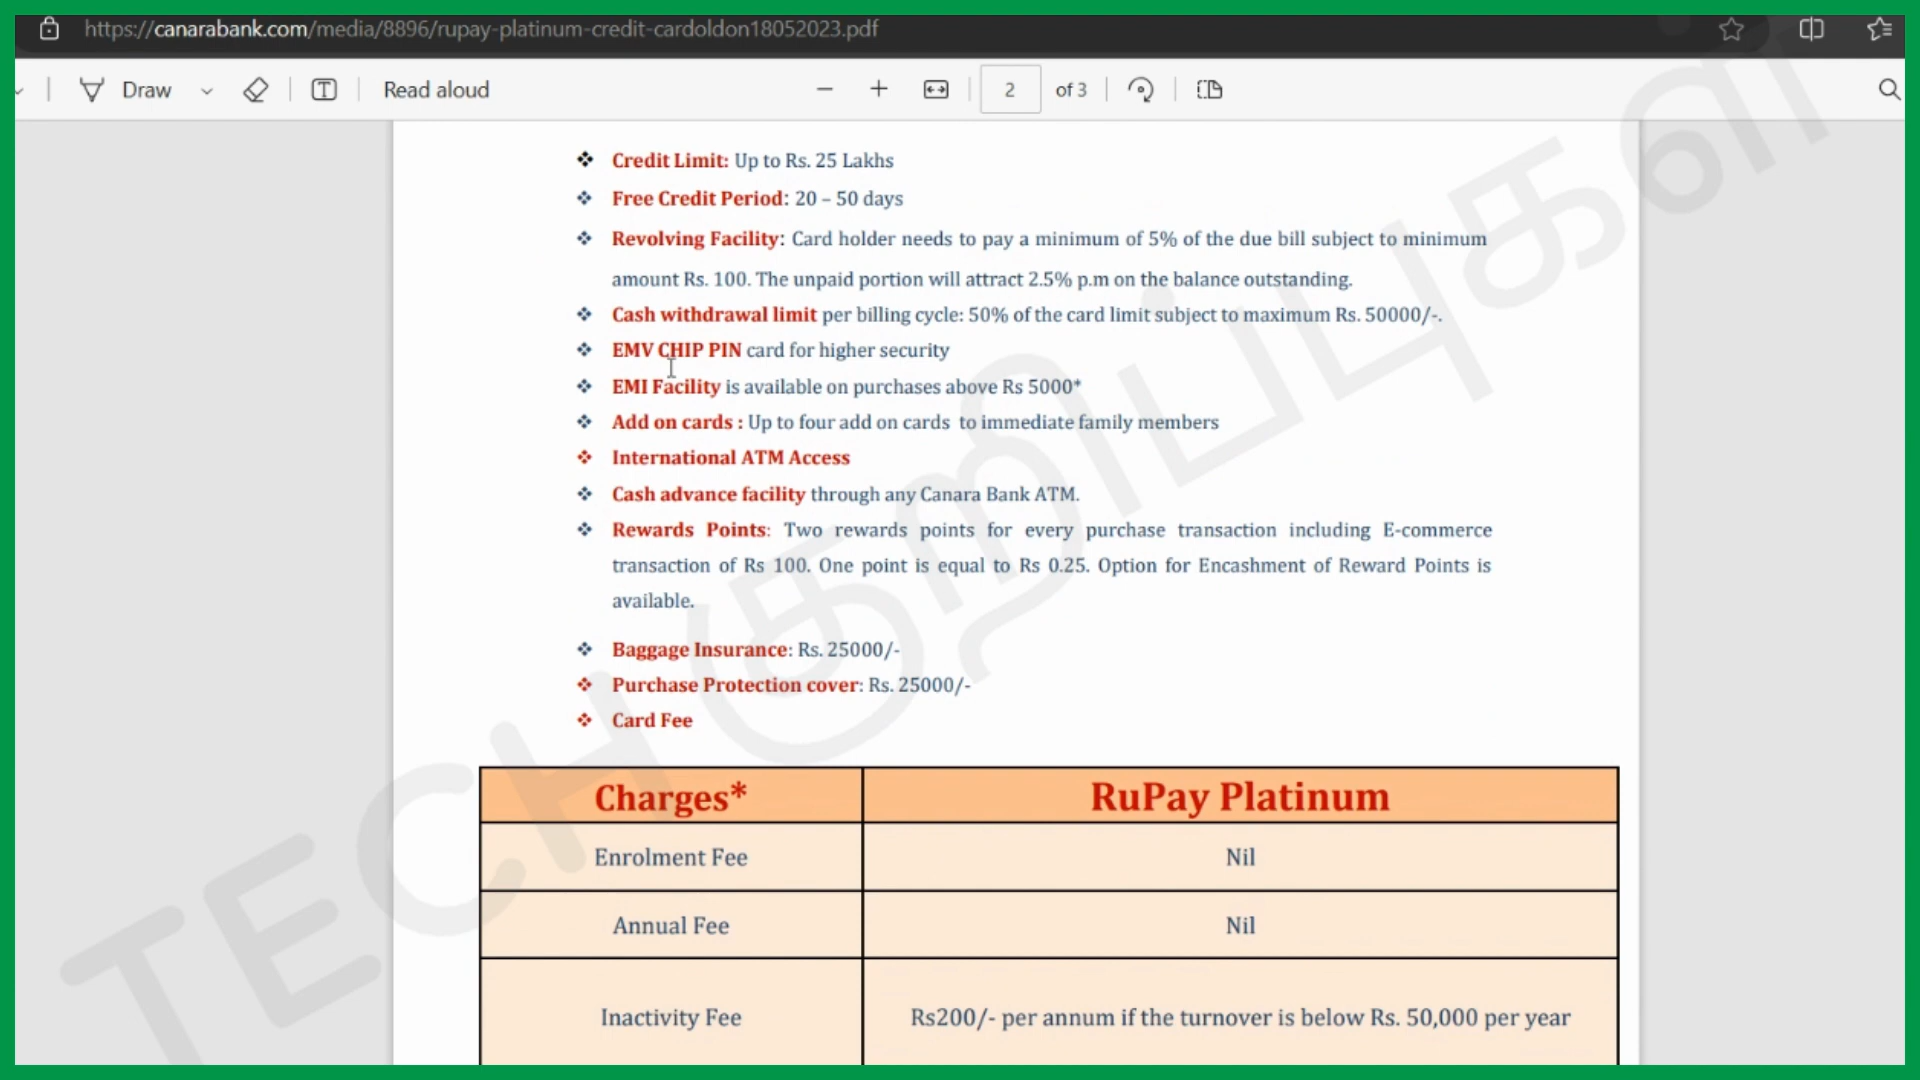 https://canarabank.com/media/8896/rupay-platinum-credit-cardoldon18052023.pdf
Draw
Read aloud
2 of 3
Credit Limit: Up to Rs. 25 Lakhs
Free Credit Period: 20 – 50 days
Revolving Facility: Card holder needs to pay a minimum of 5% of the due bill subject to minimum
amount Rs. 100. The unpaid portion will attract 2.5% p.m on the balance outstanding.
Cash withdrawal limit per billing cycle: 50% of the card limit subject to maximum Rs. 50000/-.
EMV CHIP PIN card for higher security
EMI Facility is available on purchases above Rs 5000*
Add on cards : Up to four add on cards to immediate family members
International ATM Access
Cash advance facility through any Canara Bank ATM.
Rewards Points: Two rewards points for every purchase transaction including E-commerce
transaction of Rs 100. One point is equal to Rs 0.25. Option for Encashment of Reward Points is
available.
Baggage Insurance: Rs. 25000/-
Purchase Protection cover: Rs. 25000/-
Card Fee
Charges* RuPay Platinum
Enrolment Fee Nil
Annual Fee Nil
Inactivity Fee Rs200/- per annum if the turnover is below Rs. 50,000 per year
TECH குறிப்புகள்